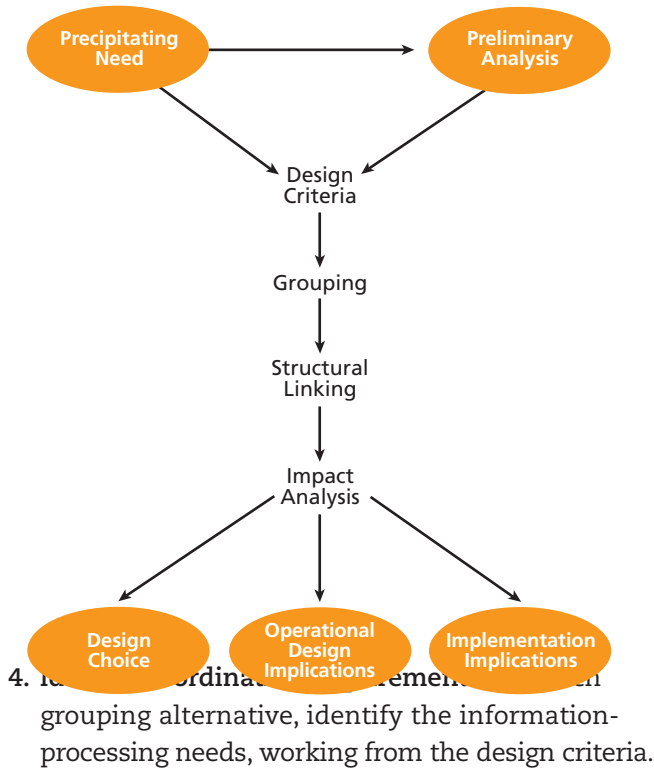 Precipitating
Need
Preliminary
Analysis
Design
Criteria
Grouping
Structural
Linking
Impact
Analysis
Design
Choice
Operational
Design
Implications
Implementation
Implications
4.
grouping alternative, identify the information-
processing needs, working from the design criteria.